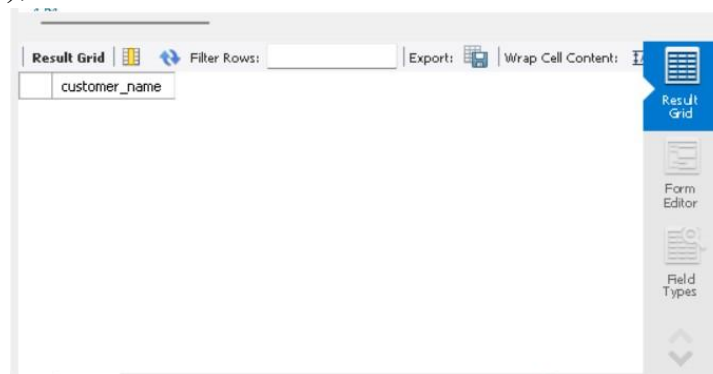 Result Grid Filter Rows: Export: Wrap Cell Content:
customer_name
Result
Grid
Form
Editor
Field
Types